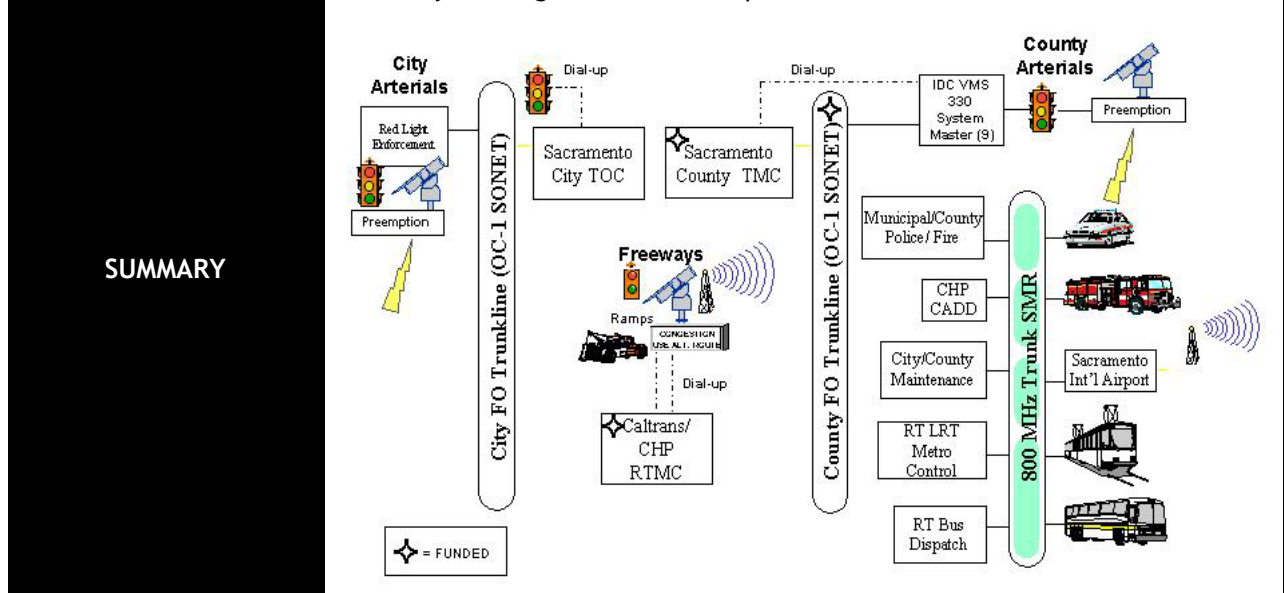 SUMMARY
City
Arterials
Red Light
Enforcement
Preemption
City FO Trunkline (OC-1 SONET)
Dial-up
Sacramento
City TOC
Freeways
Ramps
CONGESTION
USE ALT. ROUTE
Dial-up
Caltrans/
CHP
RTMC
= FUNDED
Dial-up
Sacramento
County TMC
County FO Trunkline (OC-1 SONET)
IDC VMS
330
System
Master (9)
County
Arterials
Preemption
Municipal/County
Police/Fire
CHP
CADD
City/County
Maintenance
RT LRT
Metro
Control
RT Bus
Dispatch
800 MHz Trunk SMR
Sacramento
Int'l Airport